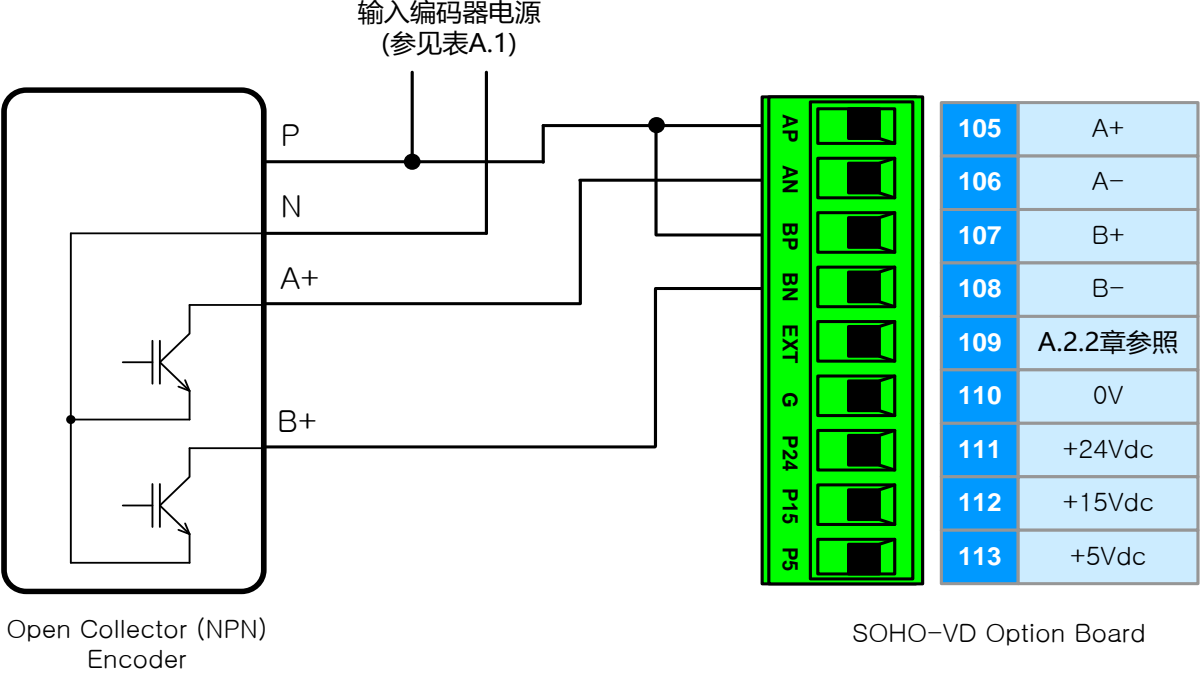 输入编码器电源
(参见表A.1)
P
N
A+
B+
Open Collector (NPN)
Encoder
AP
AN
BP
BN
EXT
G
P24
P15
P5
105 A+
106 A-
107 B+
108 B-
109 A.2.2章参照
110 0V
111 +24Vdc
112 +15Vdc
113 +5Vdc
SOHO-VD Option Board